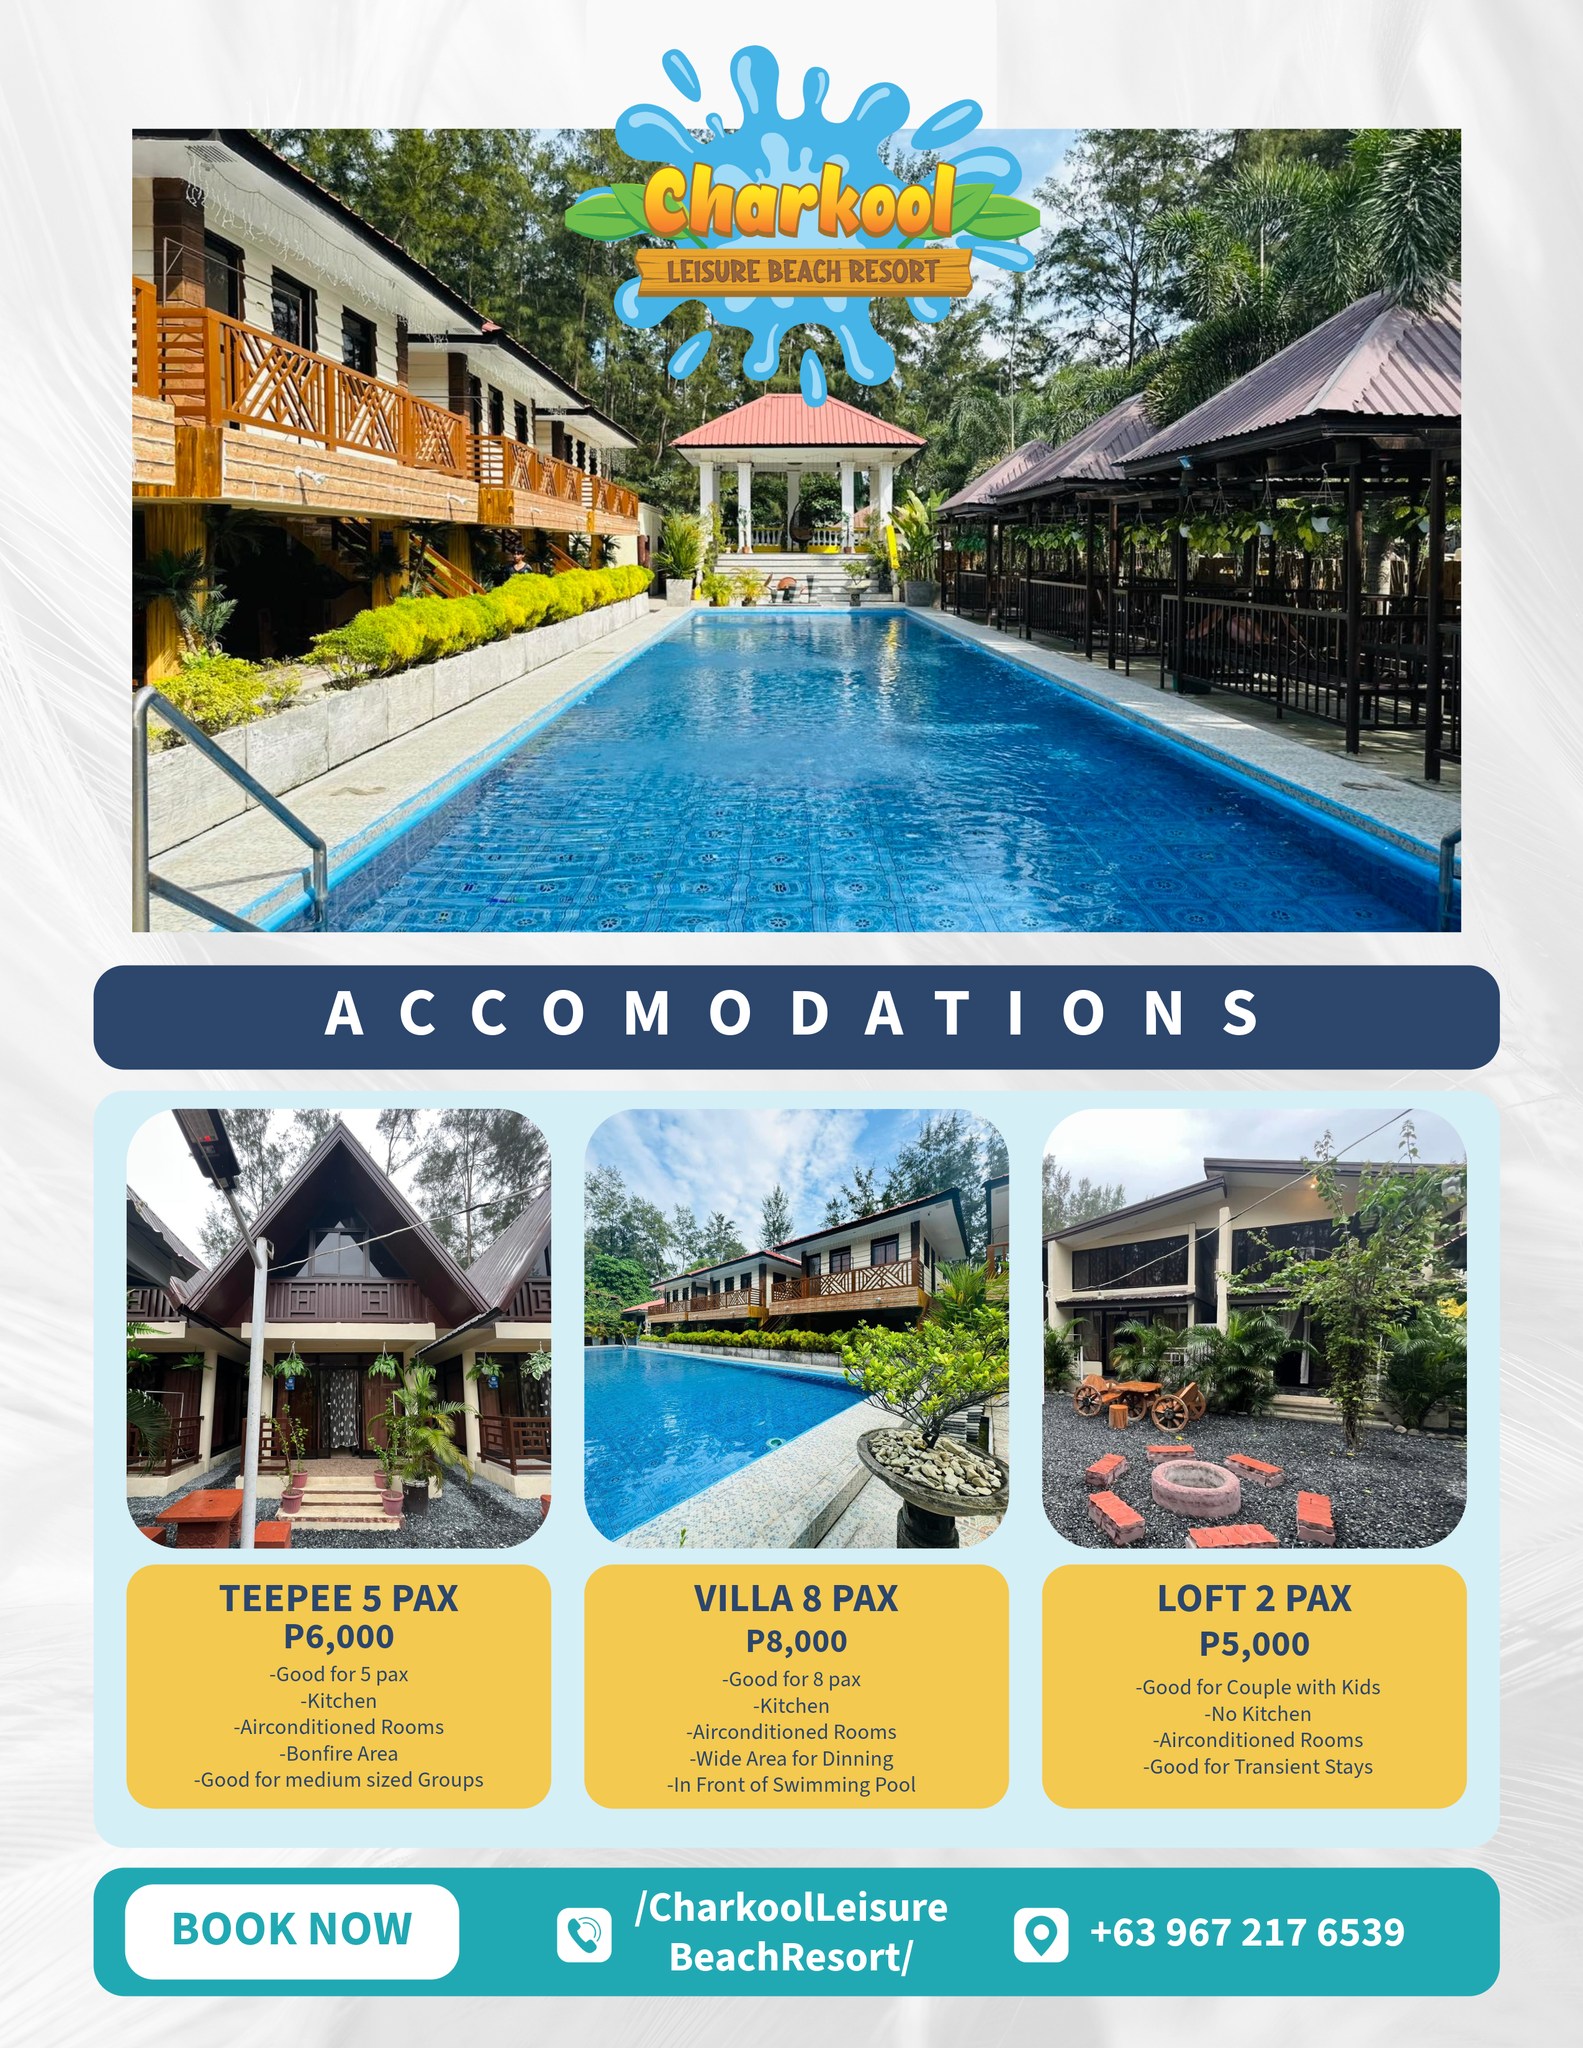 Charkool
LEISURE BEACH RESORT
ACCOMODATIONS
TEEPEE 5 PAX
P6,000
-Good for 5 pax
-Kitchen
-Airconditioned Rooms
-Bonfire Area
-Good for medium sized Groups
VILLA 8 PAX
P8,000
-Good for 8 pax
-Kitchen
-Airconditioned Rooms
-Wide Area for Dinning
-In Front of Swimming Pool
LOFT 2 PAX
P5,000
-Good for Couple with Kids
-No Kitchen
-Airconditioned Rooms
-Good for Transient Stays
BOOK NOW
/CharkoolLeisure
BeachResort/
+63 967 217 6539